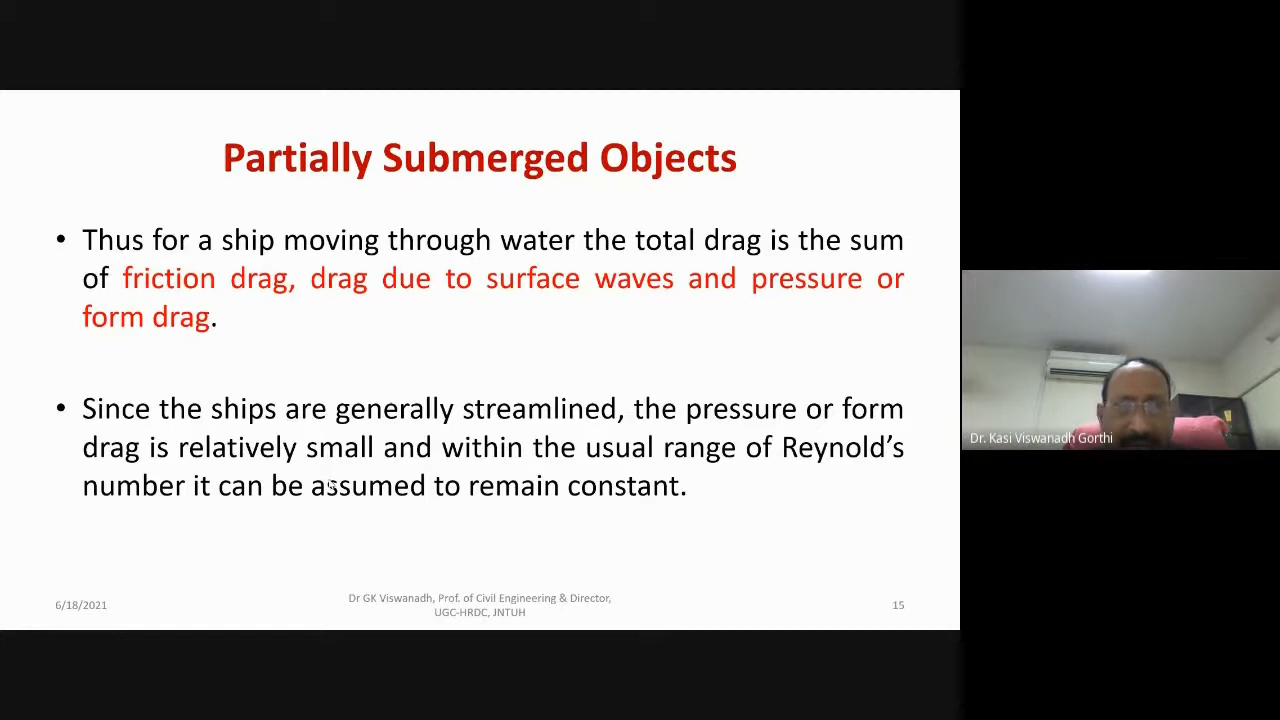 Partially Submerged Objects
• Thus for a ship moving through water the total drag is the sum
of friction drag, drag due to surface waves and pressure or
form drag.
• Since the ships are generally streamlined, the pressure or form
drag is relatively small and within the usual range of Reynold’s
number it can be assumed to remain constant.
6/18/2021
Dr GK Viswanadh, Prof. of Civil Engineering & Director,
UGC-HRDC, JNTUH
15
Dr. Kasi Viswanadh Gorthi